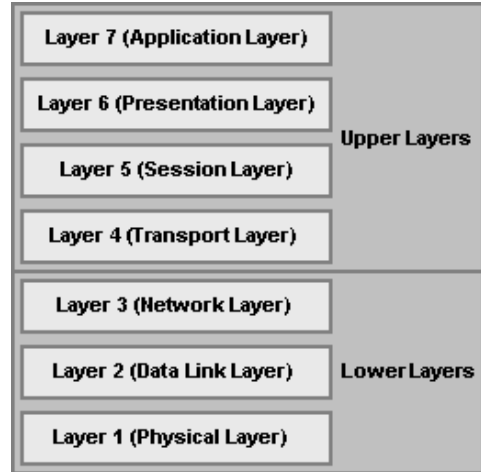 Layer 7 (Application Layer)
Layer 6 (Presentation Layer)
Upper Layers
Layer 5 (Session Layer)
Layer 4 (Transport Layer)
Layer 3 (Network Layer)
Layer 2 (Data Link Layer)
Lower Layers
Layer 1 (Physical Layer)